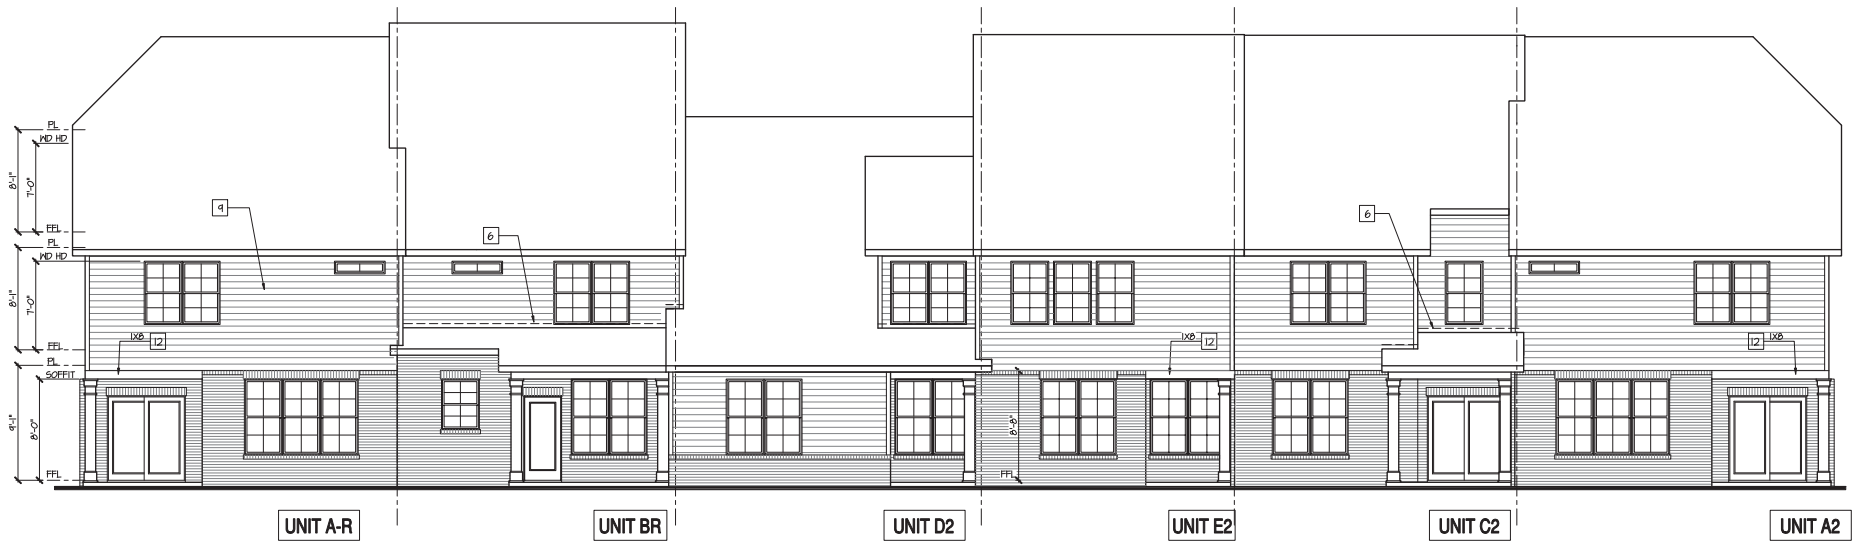 PL
WD HD
8'-1"
7'-0"
9
FFL
6
6
PL
WD HD
8'-1"
7'-0"
1X8
12
1X8
12
1X8
12
FFL
PL
SOFFIT
9'-1"
8'-0"
8'-8"
FFL
FFL
UNIT A-R
UNIT BR
UNIT D2
UNIT E2
UNIT C2
UNIT A2